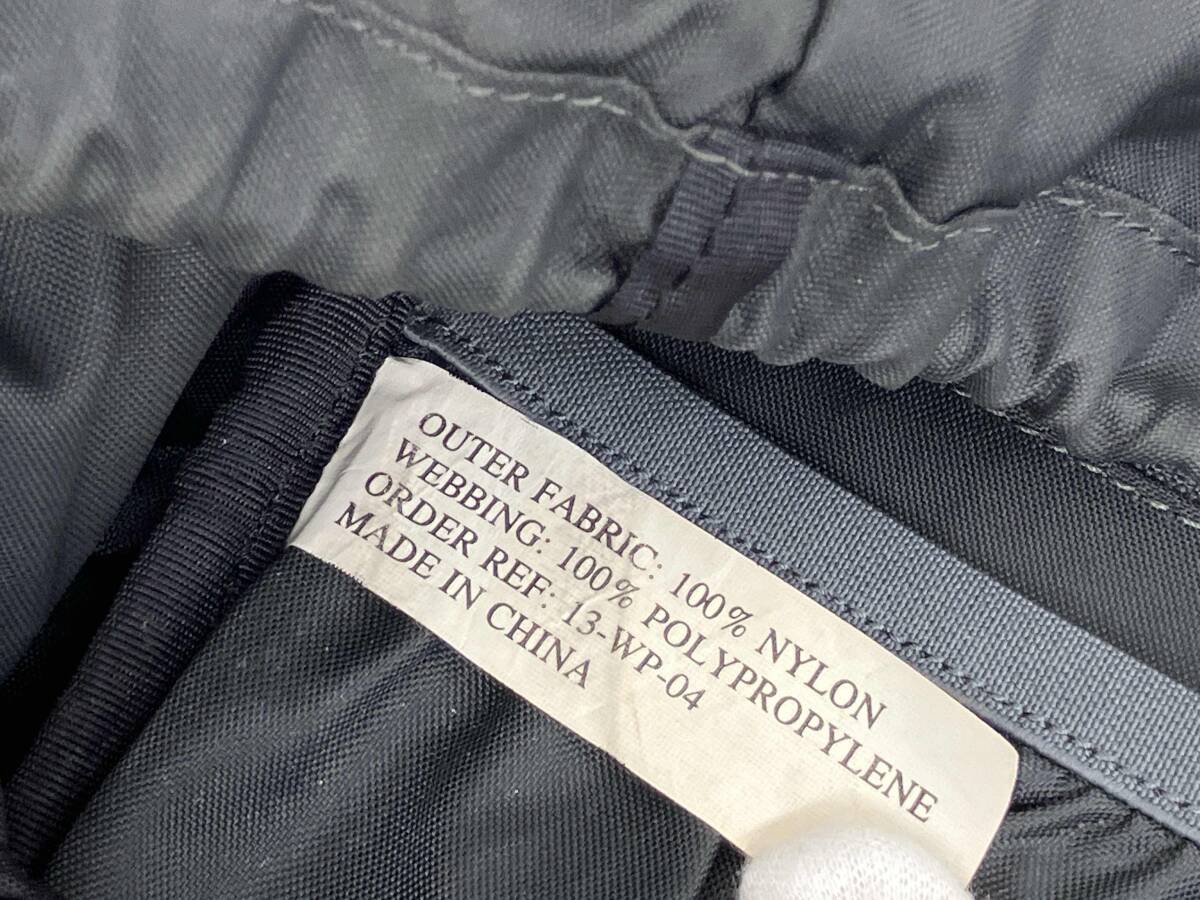 OUTER FABRIC: 100% NYLON
WEBBING: 100% POLYPROPYLENE
ORDER REF: 13-WP-04
MADE IN CHINA